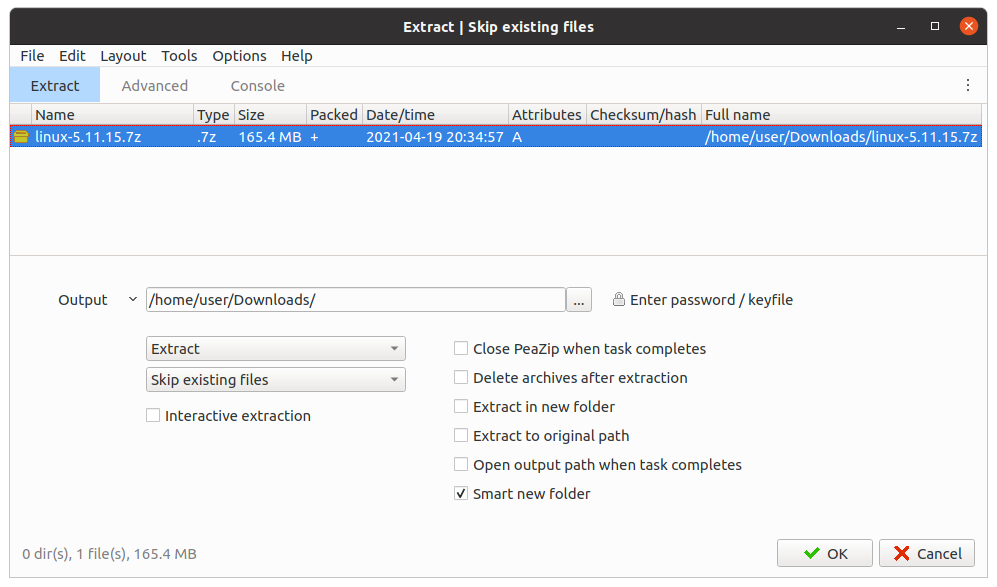 Extract | Skip existing files
File Edit Layout Tools Options Help
Extract Advanced Console
Name Type Size Packed Date/time Attributes Checksum/hash Full name
linux-5.11.15.7z .7z 165.4 MB + 2021-04-19 20:34:57 A /home/user/Downloads/linux-5.11.15.7z
Output /home/user/Downloads/ ... Enter password / keyfile
Extract Close PeaZip when task completes
Skip existing files Delete archives after extraction
Interactive extraction Extract in new folder
Extract to original path
Open output path when task completes
Smart new folder
0 dir(s), 1 file(s), 165.4 MB OK Cancel